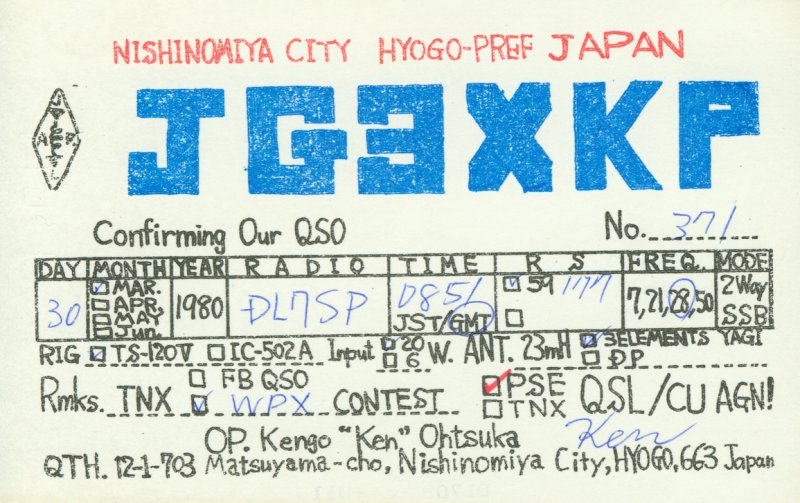 NISHINOMIYA CITY HYOGO-PREF JAPAN
JG3XKP
Confirming Our QSO No. 371
DAY MONTH YEAR RADIO TIME RS FREQ. MODE
30 MAR. APR. MAY Jun. 1980 DL7SP 0851 JST/GMT 59 7,21,28,50 2Way SSB
RIG TS-120V IC-502A Input 20 6 W. ANT. 23mH 3ELEMENTS YAGI DP
Rmks. TNX FB QSO WPX CONTEST PSE TNX QSL/CU AGN!
OP. Kengo "Ken" Ohtsuka Ken
QTH. 12-1-703 Matsuyama-cho, Nishinomiya City, HYOGO, 663 Japan